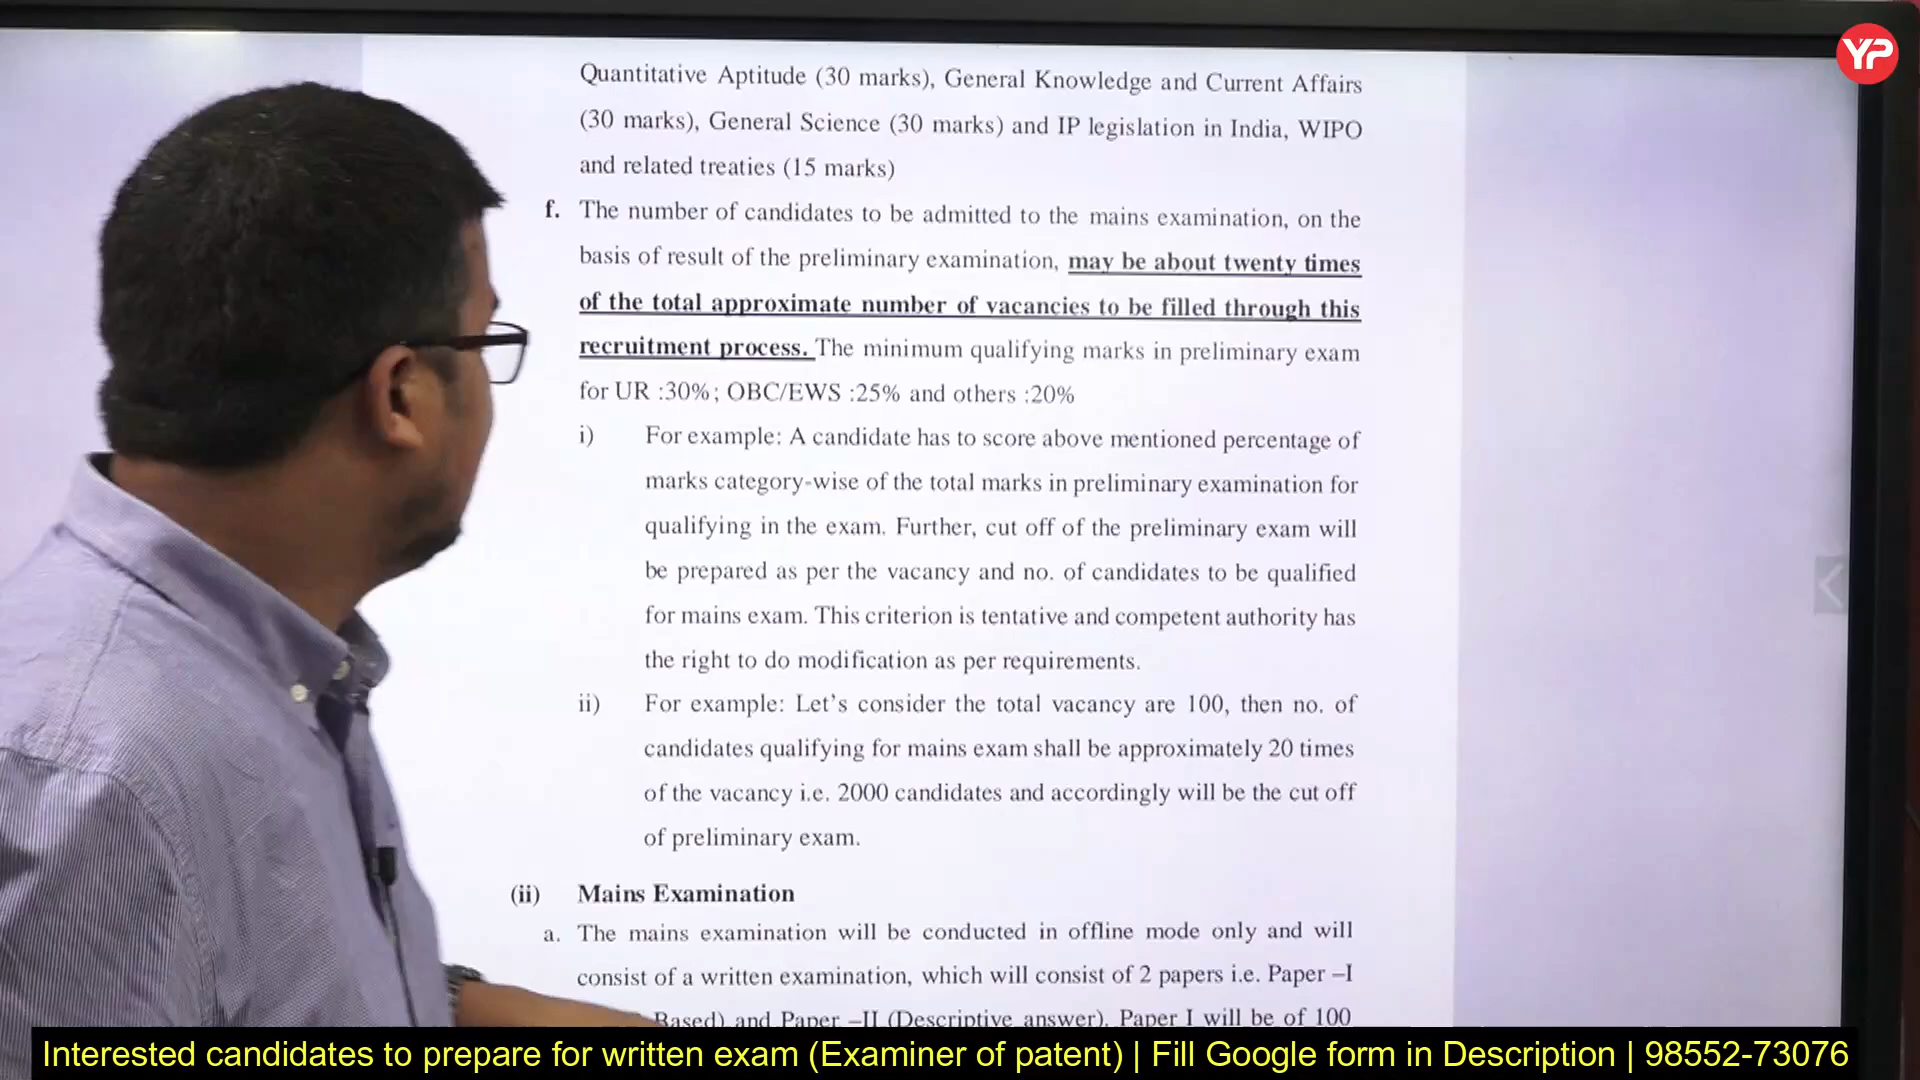 YP
Quantitative Aptitude (30 marks), General Knowledge and Current Affairs
(30 marks), General Science (30 marks) and IP legislation in India, WIPO
and related treaties (15 marks)
f. The number of candidates to be admitted to the mains examination, on the
basis of result of the preliminary examination, may be about twenty times
of the total approximate number of vacancies to be filled through this
recruitment process. The minimum qualifying marks in preliminary exam
for UR :30%; OBC/EWS :25% and others :20%
i) For example: A candidate has to score above mentioned percentage of
marks category-wise of the total marks in preliminary examination for
qualifying in the exam. Further, cut off of the preliminary exam will
be prepared as per the vacancy and no. of candidates to be qualified
for mains exam. This criterion is tentative and competent authority has
the right to do modification as per requirements.
ii) For example: Let's consider the total vacancy are 100, then no. of
candidates qualifying for mains exam shall be approximately 20 times
of the vacancy i.e. 2000 candidates and accordingly will be the cut off
of preliminary exam.
(ii) Mains Examination
a. The mains examination will be conducted in offline mode only and will
consist of a written examination, which will consist of 2 papers i.e. Paper –I
Based) and Paper –II (Descriptive answer). Paper I will be of 100
Interested candidates to prepare for written exam (Examiner of patent) | Fill Google form in Description | 98552-73076